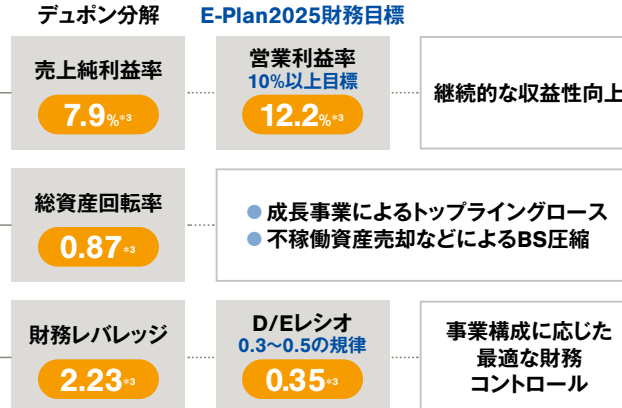 デュポン分解
E-Plan2025財務目標
売上純利益率
7.9%*3
営業利益率
10%以上目標
12.2%*3
継続的な収益性向上
総資産回転率
0.87*3
● 成長事業によるトップライングロース
● 不稼働資産売却などによるBS圧縮
財務レバレッジ
2.23*3
D/Eレシオ
0.3～0.5の規律
0.35*3
事業構成に応じた
最適な財務
コントロール